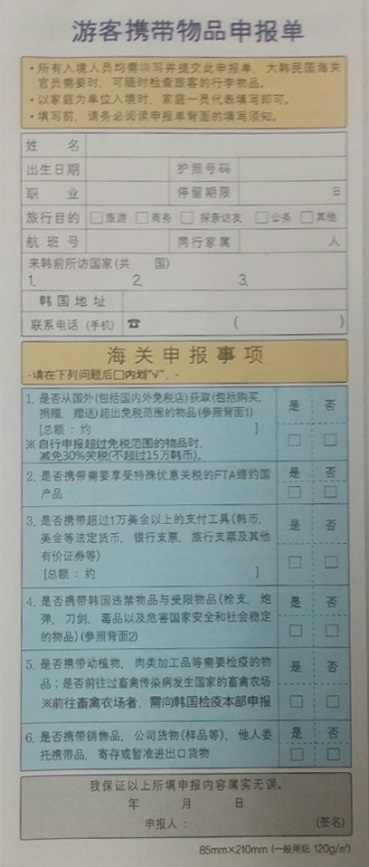 游客携带物品申报单
·所有入境人员均需填写并提交此申报单，大韩民国海关
官员需要时，可随时检查旅客的行李物品。
·以家庭为单位入境时，家庭一员代表填写即可。
·填写前，请务必阅读申报单背面的填写须知。
姓 名
出生日期 护照号码
职 业 停留期限 日
旅行目的 □旅游 □商务 □探亲访友 □公务 □其他
航 班 号 同行家属 人
来韩前所访问国家(共 国)
1. 2. 3.
韩国地址
联系电话 (手机) ☎ ( )
海关申报事项
-请在下列问题后□内划"√". -
1. 是否从国外(包括国内外免税店)获取(包括购买, 是 否
捐赠, 赠送)超出免税范围的物品(参照背面1)
[总额：约 ]
※自行申报超过免税范围的物品时， □ □
减免30%关税(不超过15万韩币)。
2. 是否携带需要享受特殊优惠关税的FTA缔约国 是 否
产品 □ □
3. 是否携带超过1万美金以上的支付工具(韩币, 是 否
美金等法定货币, 银行支票, 旅行支票及其他
有价证券等) □ □
[总额：约 ]
4. 是否携带韩国违禁物品与受限物品(枪支, 炮 是 否
弹, 刀剑, 毒品以及危害国家安全和社会稳定
的物品)(参照背面2) □ □
5. 是否携带动植物, 肉类加工品等需要检疫的物 是 否
品；是否前往过畜禽传染病发生国家的畜禽农场
※前往畜禽农场者，需向韩国检疫本部申报 □ □
6. 是否携带销售品, 公司货物(样品等), 他人委 是 否
托携带品, 寄存或暂准进出口货物 □ □
我保证以上所填申报内容属实无误。
年 月 日
申报人： (签名)
85mm×210mm (一般用纸 120g/㎡)